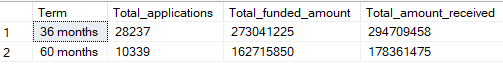 Term Total_applications Total_funded_amount Total_amount_received
1 36 months 28237 273041225 294709458
2 60 months 10339 162715850 178361475